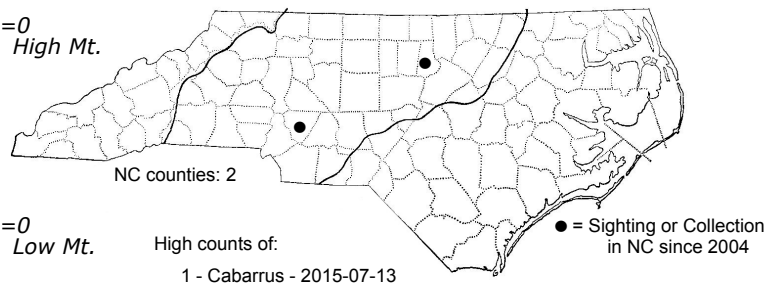 =0
High Mt.
NC counties: 2
=0
Low Mt.
High counts of:
1 - Cabarrus - 2015-07-13
● = Sighting or Collection
in NC since 2004